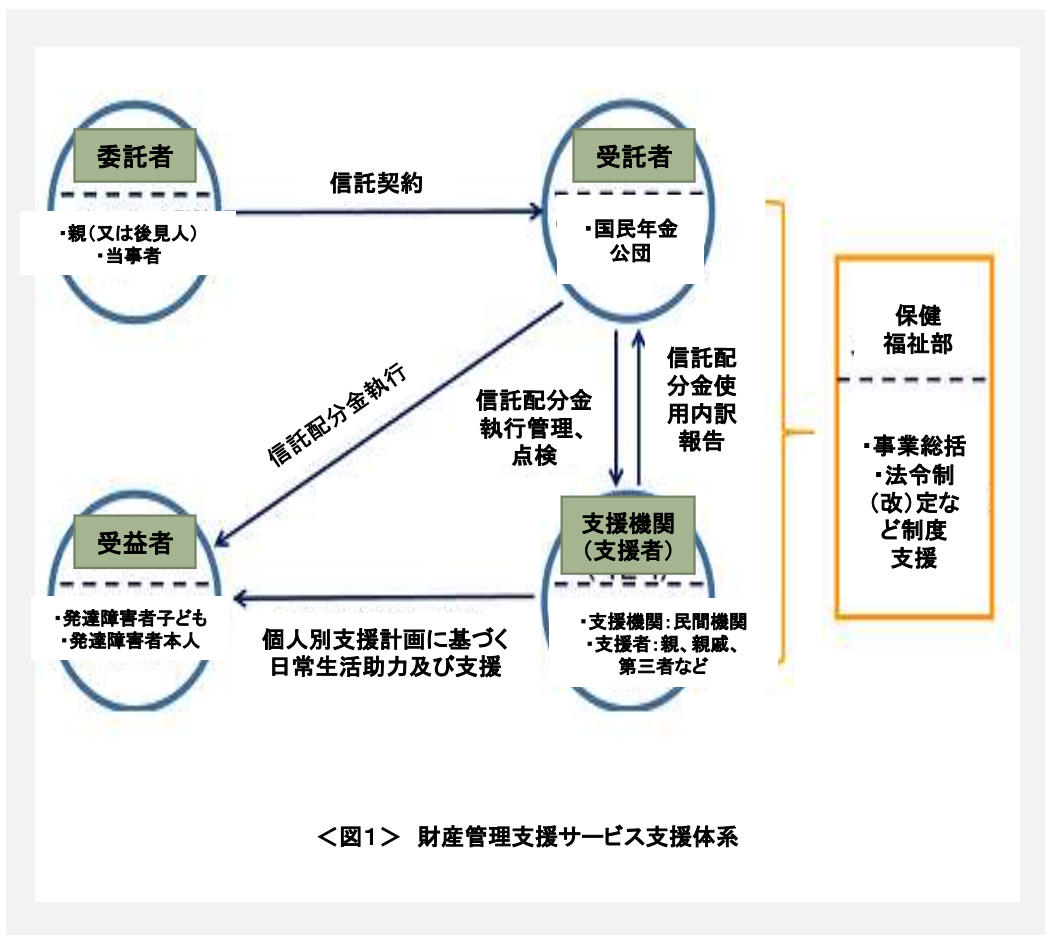 委託者
・親（又は後見人）
・当事者
信託契約
受託者
・国民年金
公団
信託配分金執行
信託配分金
執行管理、
点検
信託配
分金使
用内訳
報告
保健
福祉部
・事業総括
・法令制
（改）定な
ど制度
支援
受益者
・発達障害者子ども
・発達障害者本人
個人別支援計画に基づく
日常生活助力及び支援
支援機関
（支援者）
・支援機関：民間機関
・支援者：親、親戚、
第三者など
＜図１＞ 財産管理支援サービス支援体系